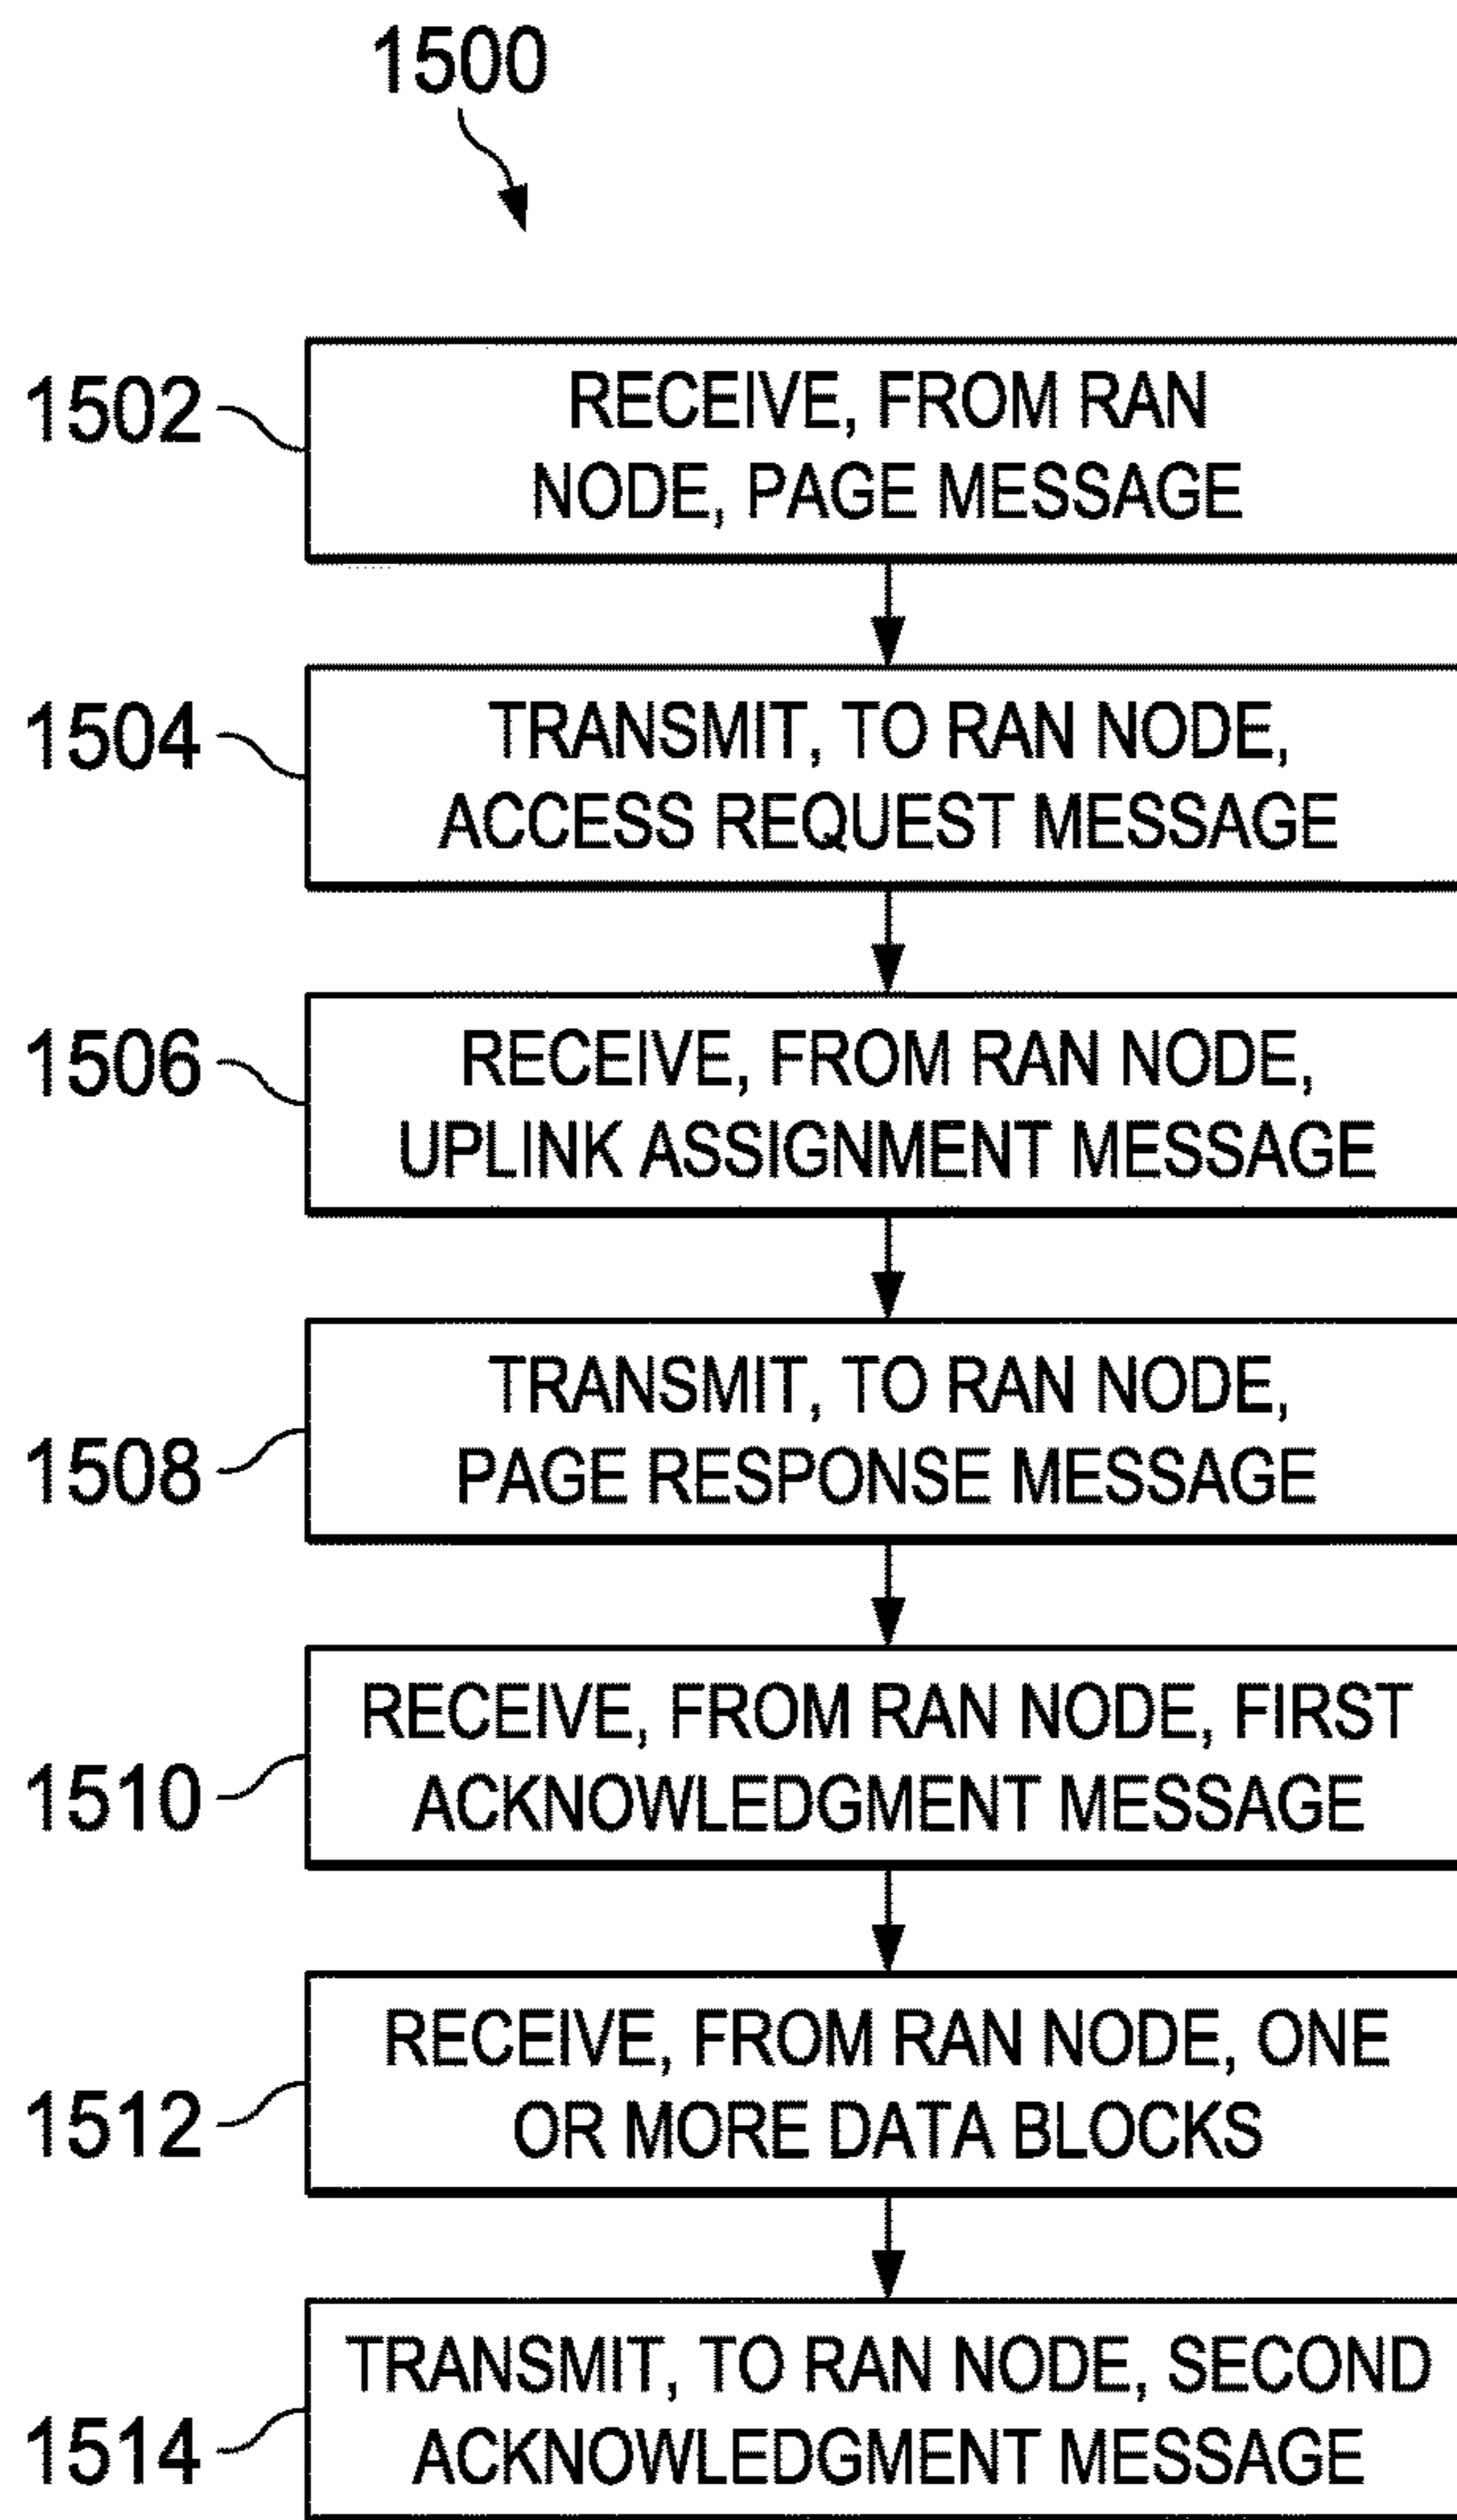 1500
1502
RECEIVE, FROM RAN
NODE, PAGE MESSAGE
1504
TRANSMIT, TO RAN NODE,
ACCESS REQUEST MESSAGE
1506
RECEIVE, FROM RAN NODE,
UPLINK ASSIGNMENT MESSAGE
1508
TRANSMIT, TO RAN NODE,
PAGE RESPONSE MESSAGE
1510
RECEIVE, FROM RAN NODE, FIRST
ACKNOWLEDGMENT MESSAGE
1512
RECEIVE, FROM RAN NODE, ONE
OR MORE DATA BLOCKS
1514
TRANSMIT, TO RAN NODE, SECOND
ACKNOWLEDGMENT MESSAGE